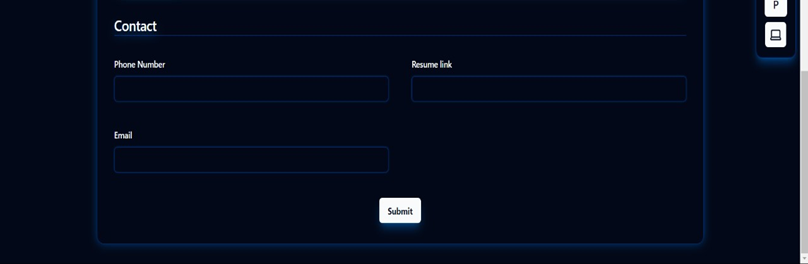 P
Contact
Phone Number
Resume link
Email
Submit